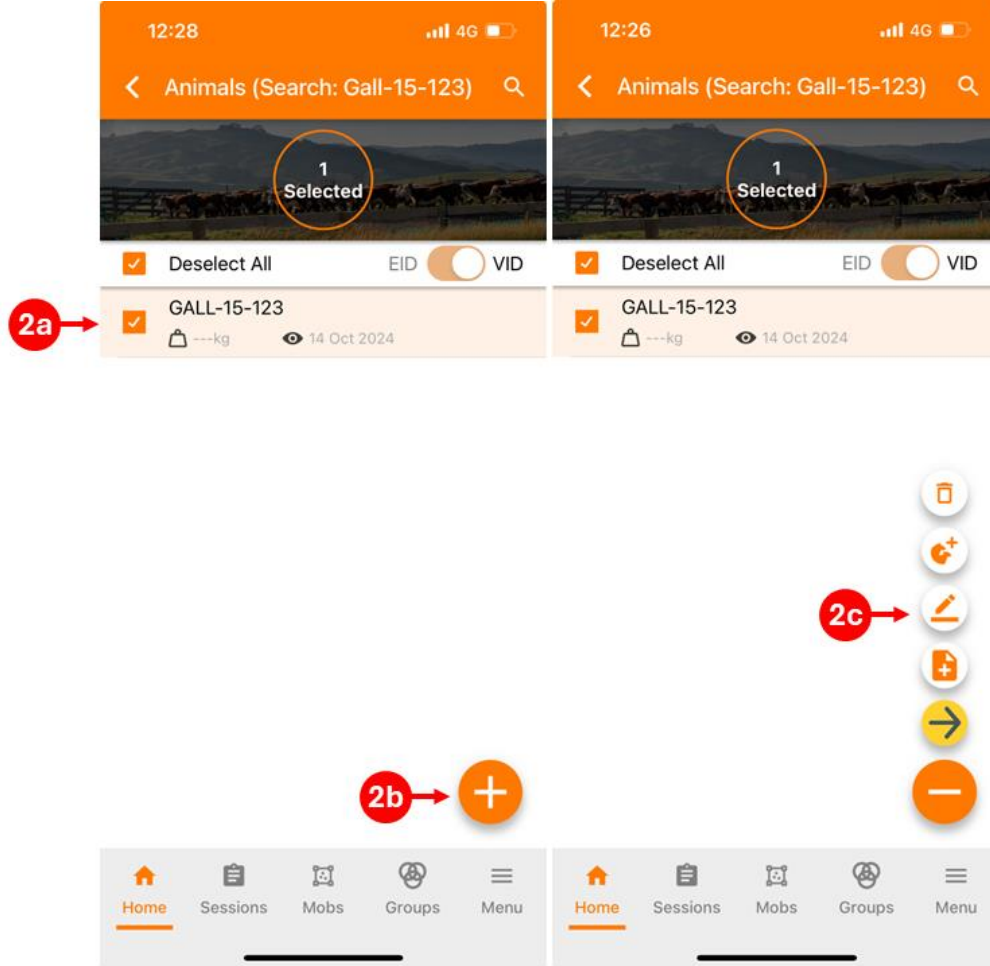 12:28
4G
Animals (Search: Gall-15-123)
1
Selected
Deselect All
EID
VID
2a
GALL-15-123
---kg
14 Oct 2024
2b
Home
Sessions
Mobs
Groups
Menu
12:26
4G
Animals (Search: Gall-15-123)
1
Selected
Deselect All
EID
VID
GALL-15-123
---kg
14 Oct 2024
2c
Home
Sessions
Mobs
Groups
Menu